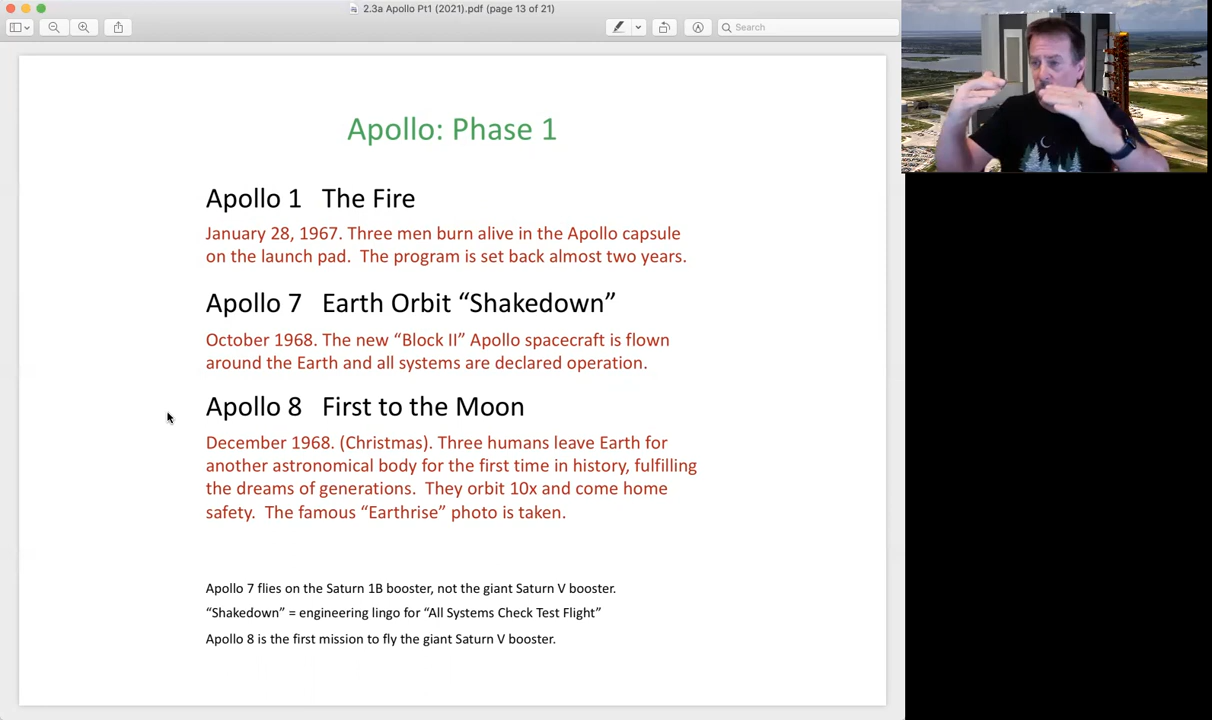 2.3a Apollo Pt1 (2021).pdf (page 13 of 21)
Search
Apollo: Phase 1
Apollo 1 The Fire
January 28, 1967. Three men burn alive in the Apollo capsule
on the launch pad. The program is set back almost two years.
Apollo 7 Earth Orbit “Shakedown”
October 1968. The new “Block II” Apollo spacecraft is flown
around the Earth and all systems are declared operation.
Apollo 8 First to the Moon
December 1968. (Christmas). Three humans leave Earth for
another astronomical body for the first time in history, fulfilling
the dreams of generations. They orbit 10x and come home
safety. The famous “Earthrise” photo is taken.
Apollo 7 flies on the Saturn 1B booster, not the giant Saturn V booster.
“Shakedown” = engineering lingo for “All Systems Check Test Flight”
Apollo 8 is the first mission to fly the giant Saturn V booster.